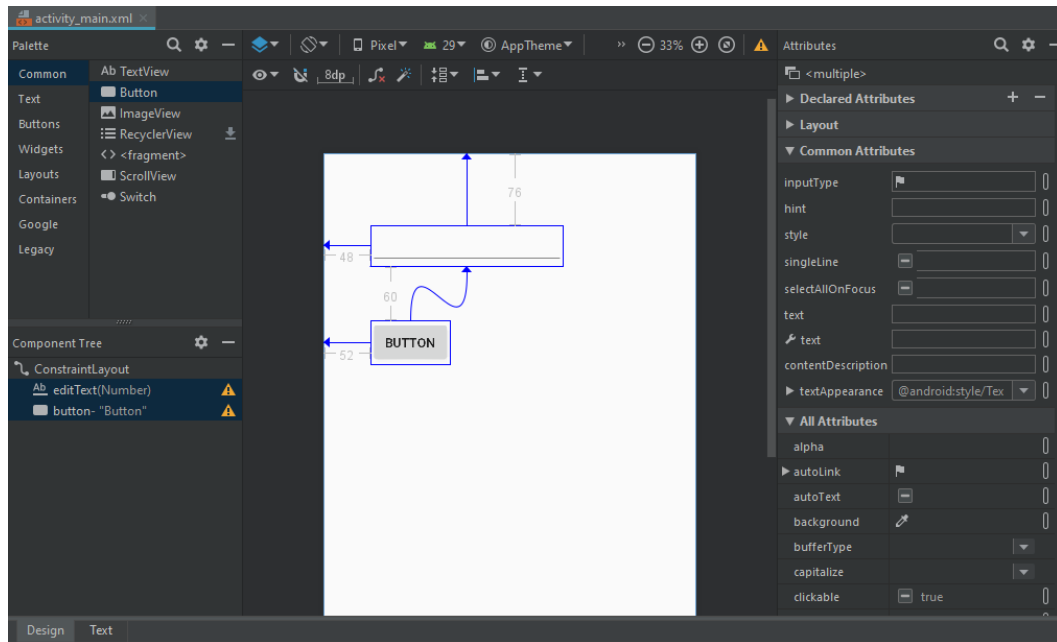 activity_main.xml
Palette
Common
Text
Buttons
Widgets
Layouts
Containers
Google
Legacy
Ab TextView
Button
ImageView
RecyclerView
<> <fragment>
ScrollView
Switch
Component Tree
ConstraintLayout
Ab editText(Number)
button- "Button"
Pixel 29 AppTheme » 33%
8dp
76
48
60
BUTTON
52
Attributes
<multiple>
Declared Attributes
Layout
Common Attributes
inputType
hint
style
singleLine
selectAllOnFocus
text
text
contentDescription
textAppearance @android:style/Tex
All Attributes
alpha
autoLink
autoText
background
bufferType
capitalize
clickable true
Design Text